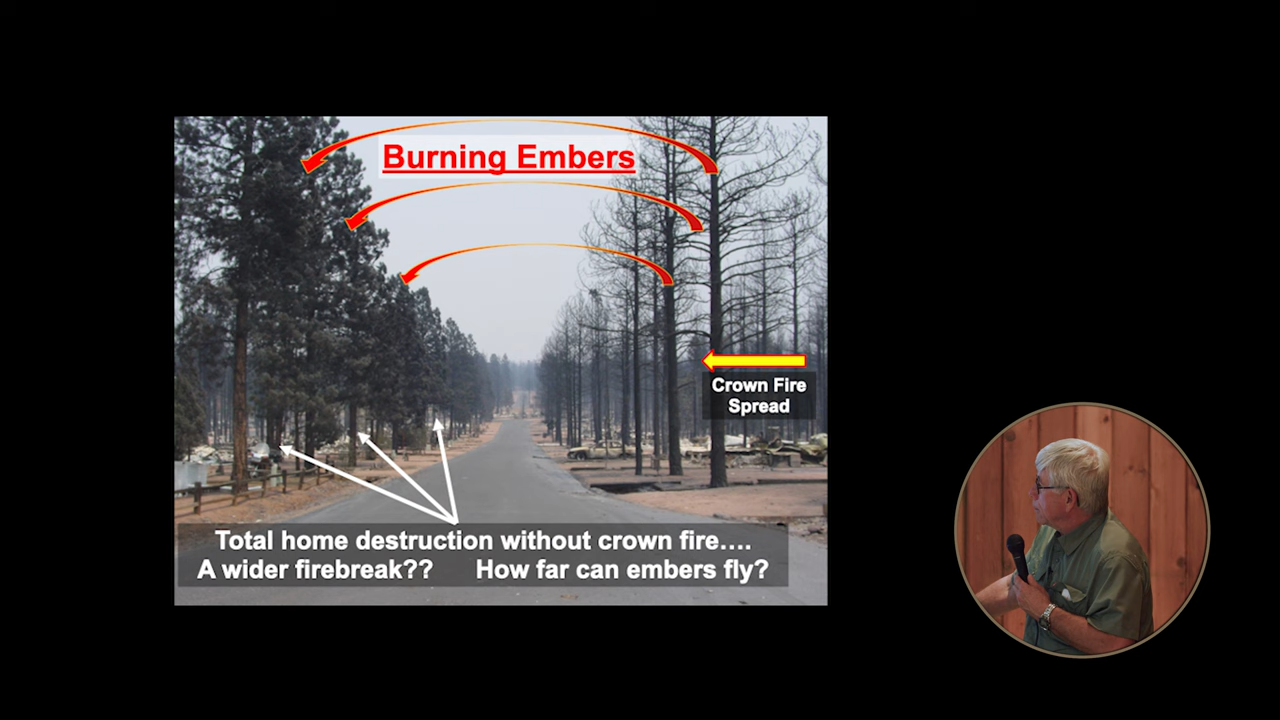 Burning Embers
Crown Fire
Spread
Total home destruction without crown fire….
A wider firebreak?? How far can embers fly?